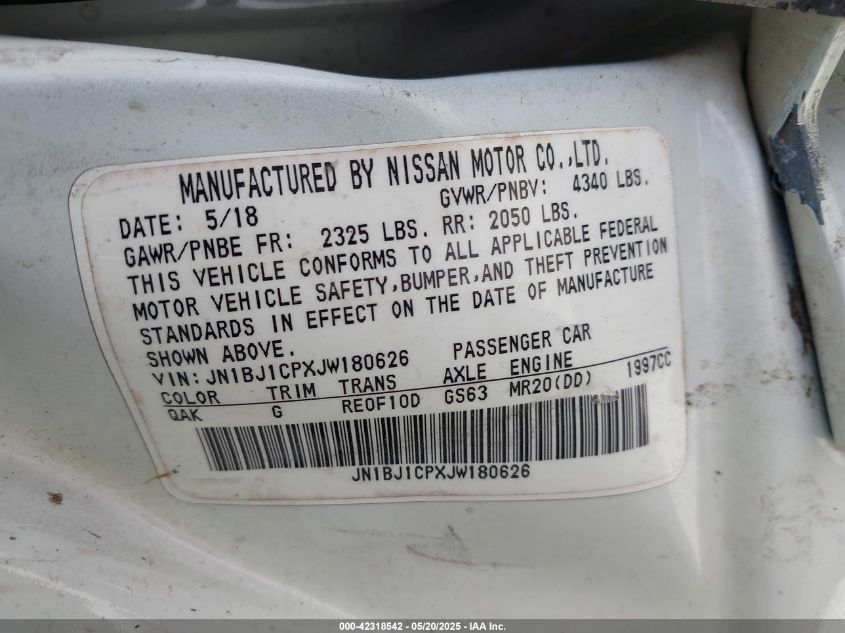 MANUFACTURED BY NISSAN MOTOR CO.,LTD.
DATE: 5/18 GVWR/PNBV: 4340 LBS.
GAWR/PNBE FR: 2325 LBS. RR: 2050 LBS.
THIS VEHICLE CONFORMS TO ALL APPLICABLE FEDERAL
MOTOR VEHICLE SAFETY,BUMPER,AND THEFT PREVENTION
STANDARDS IN EFFECT ON THE DATE OF MANUFACTURE
SHOWN ABOVE.
VIN: JN1BJ1CPXJW180626 PASSENGER CAR
COLOR TRIM TRANS AXLE ENGINE 1997CC
QAK G RE0F10D GS63 MR20(DD)
JN1BJ1CPXJW180626
000-42318542 - 05/20/2025 - IAA Inc.